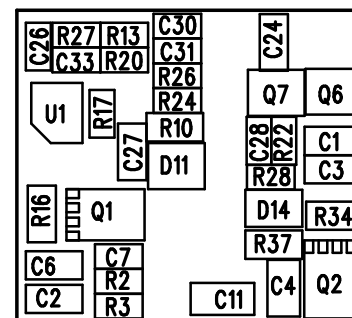 C26 R27 R13 C30 C24
C33 R20 C31
R26
U1 R17 R24 Q7 Q6
R10
C27 D11 C28 R22 C1
C3
R28
R16 Q1 D14 R34
R37
C6 C7
R2 C4 Q2
C2 R3 C11